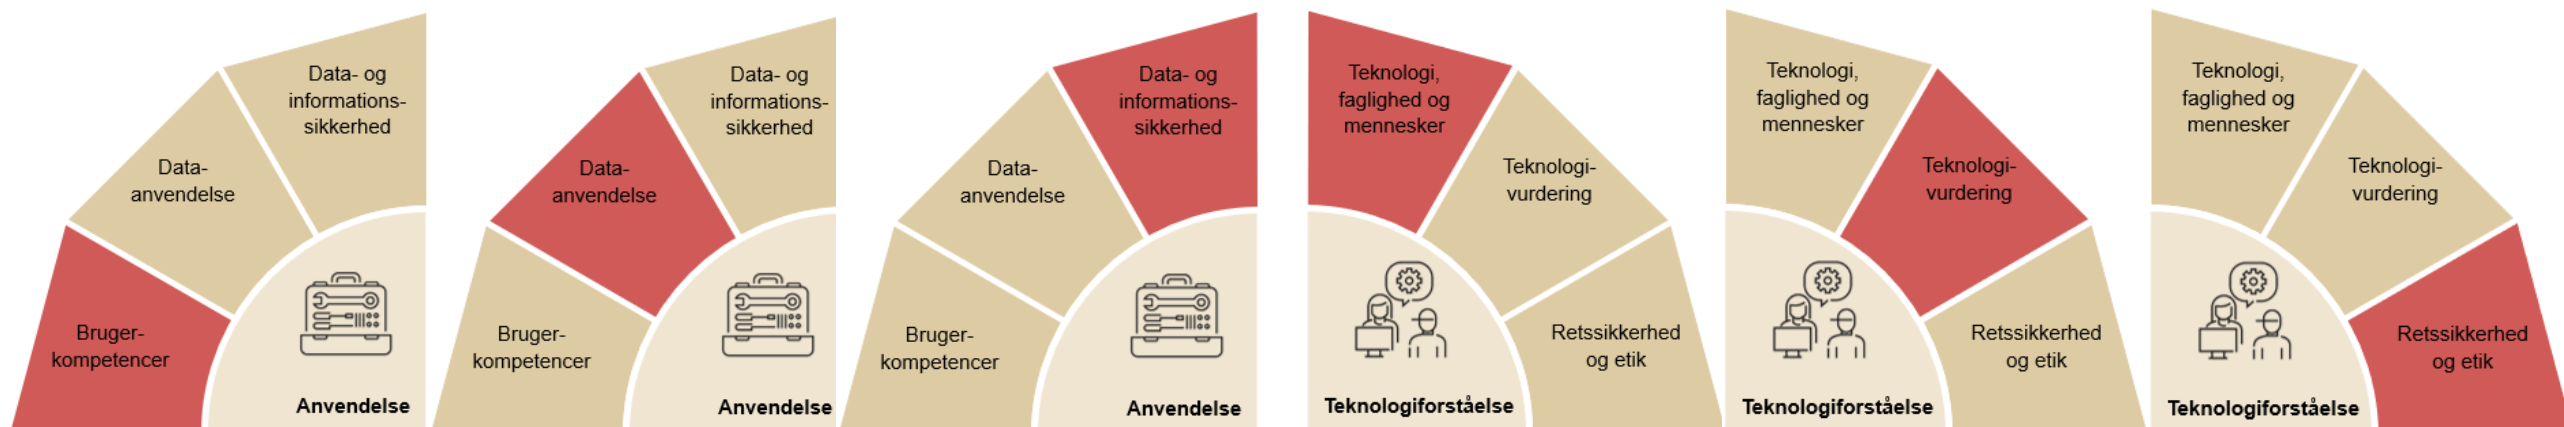 Data- og
informations-
sikkerhed
Data-
anvendelse
Bruger-
kompetencer
Anvendelse
Data- og
informations-
sikkerhed
Data-
anvendelse
Bruger-
kompetencer
Anvendelse
Data- og
informations-
sikkerhed
Data-
anvendelse
Bruger-
kompetencer
Anvendelse
Teknologi,
faglighed og
mennesker
Teknologi-
vurdering
Retssikkerhed
og etik
Teknologiforståelse
Teknologi,
faglighed og
mennesker
Teknologi-
vurdering
Retssikkerhed
og etik
Teknologiforståelse
Teknologi,
faglighed og
mennesker
Teknologi-
vurdering
Retssikkerhed
og etik
Teknologiforståelse